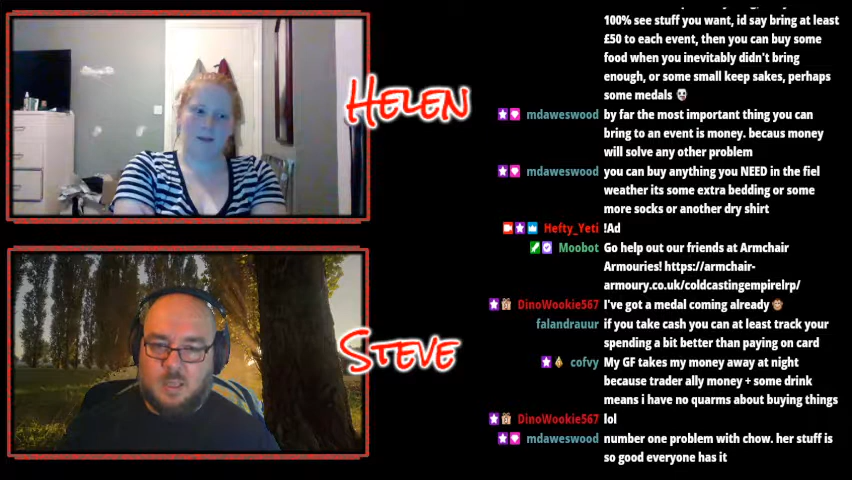 100% see stuff you want, id say bring at least
£50 to each event, then you can buy some
food when you inevitably didn't bring
enough, or some small keep sakes, perhaps
some medals
mdaweswood by far the most important thing you can
bring to an event is money. becaus money
will solve any other problem
mdaweswood you can buy anything you NEED in the fiel
weather its some extra bedding or some
more socks or another dry shirt
Hefty_Yeti !Ad
Moobot Go help out our friends at Armchair
Armouries! https://armchair-
armoury.co.uk/coldcastingempirelrp/
DinoWookie567 I've got a medal coming already
falandrauur if you take cash you can at least track your
spending a bit better than paying on card
cofvy My GF takes my money away at night
because trader ally money + some drink
means i have no quarms about buying things
DinoWookie567 lol
mdaweswood number one problem with chow. her stuff is
so good everyone has it
Helen
Steve